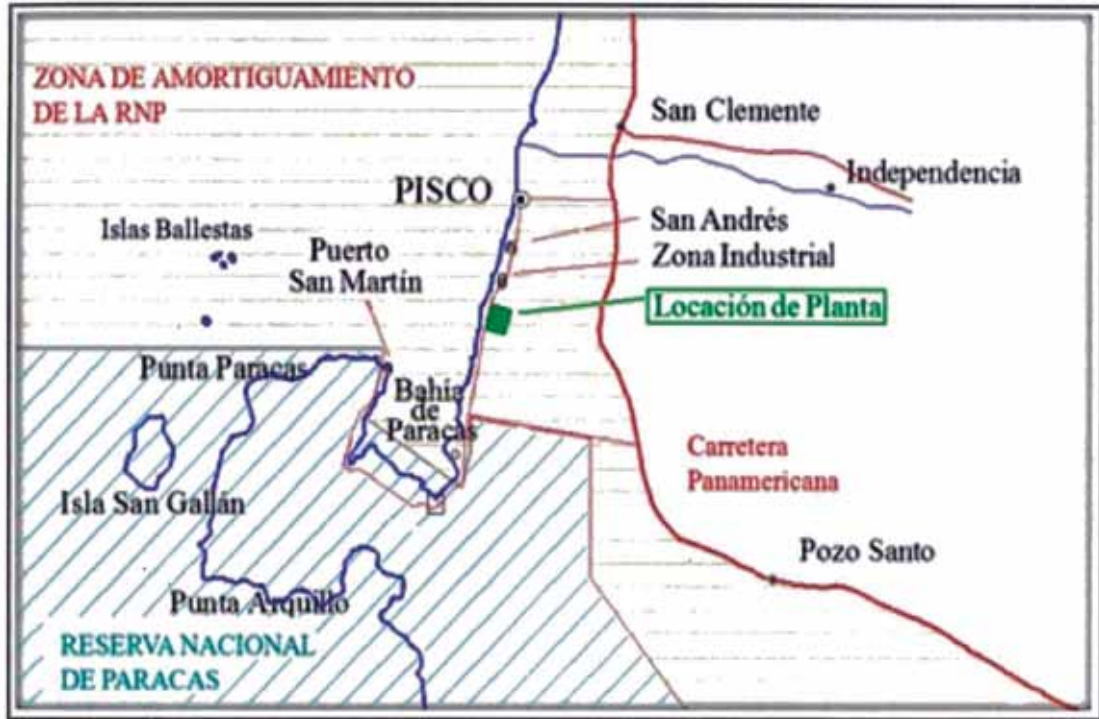 ZONA DE AMORTIGUAMIENTO
DE LA RNP
San Clemente
Independencia
PISCO
San Andrés
Islas Ballestas
Puerto
San Martín
Zona Industrial
Locación de Planta
Punta Paracas
Bahía
de
Paracas
Carretera
Panamericana
Isla San Gallán
Pozo Santo
Punta Arquillo
RESERVA NACIONAL
DE PARACAS